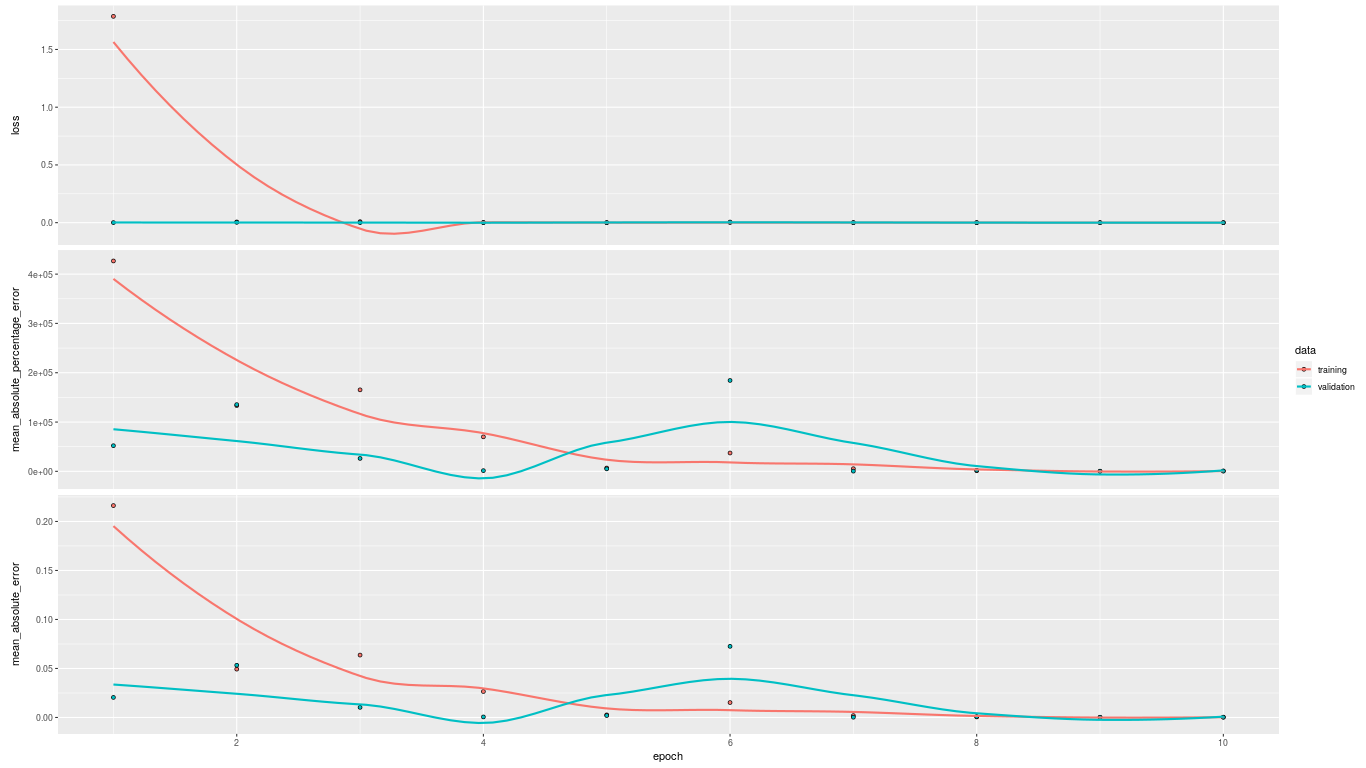 loss
1.5
1.0
0.5
0.0
mean_absolute_percentage_error
4e+05
3e+05
2e+05
1e+05
0e+00
mean_absolute_error
0.20
0.15
0.10
0.05
0.00
2 4 6 8 10
epoch
data
training
validation